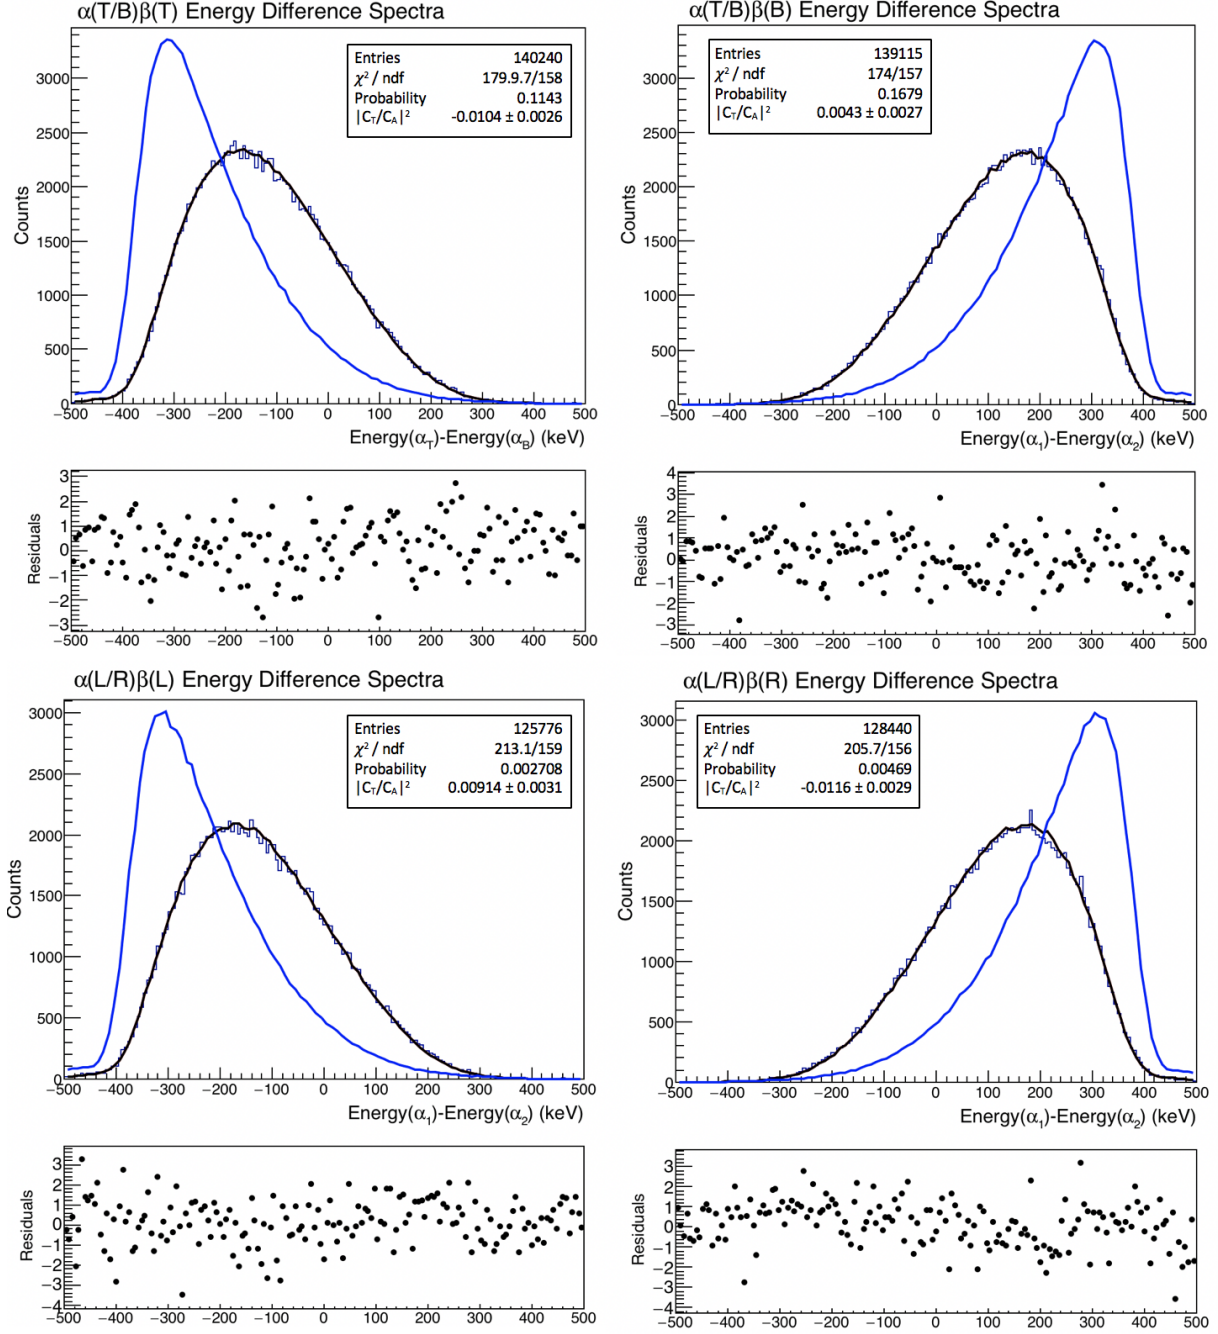 α(T/B)β(T) Energy Difference Spectra
Entries 140240
χ² / ndf 179.9.7/158
Probability 0.1143
|C_T/C_A|² -0.0104 ± 0.0026
Counts
3000
2500
2000
1500
1000
500
0
−500 −400 −300 −200 −100 0 100 200 300 400 500
Energy(α_T)-Energy(α_B) (keV)
Residuals
3
2
1
0
−1
−2
−3
−500 −400 −300 −200 −100 0 100 200 300 400 500
α(T/B)β(B) Energy Difference Spectra
Entries 139115
χ² / ndf 174/157
Probability 0.1679
|C_T/C_A|² 0.0043 ± 0.0027
Counts
3000
2500
2000
1500
1000
500
0
−500 −400 −300 −200 −100 0 100 200 300 400 500
Energy(α₁)-Energy(α₂) (keV)
Residuals
4
3
2
1
0
−1
−2
−3
−500 −400 −300 −200 −100 0 100 200 300 400 500
α(L/R)β(L) Energy Difference Spectra
Entries 125776
χ² / ndf 213.1/159
Probability 0.002708
|C_T/C_A|² 0.00914 ± 0.0031
Counts
3000
2500
2000
1500
1000
500
0
−500 −400 −300 −200 −100 0 100 200 300 400 500
Energy(α₁)-Energy(α₂) (keV)
Residuals
3
2
1
0
−1
−2
−3
−4
−500 −400 −300 −200 −100 0 100 200 300 400 500
α(L/R)β(R) Energy Difference Spectra
Entries 128440
χ² / ndf 205.7/156
Probability 0.00469
|C_T/C_A|² -0.0116 ± 0.0029
Counts
3000
2500
2000
1500
1000
500
0
−500 −400 −300 −200 −100 0 100 200 300 400 500
Energy(α₁)-Energy(α₂) (keV)
Residuals
3
2
1
0
−1
−2
−3
−4
−500 −400 −300 −200 −100 0 100 200 300 400 500